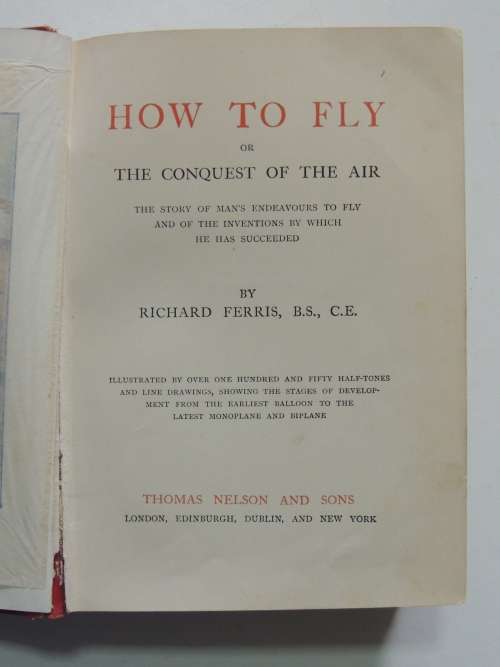 HOW TO FLY
OR
THE CONQUEST OF THE AIR
THE STORY OF MAN'S ENDEAVOURS TO FLY
AND OF THE INVENTIONS BY WHICH
HE HAS SUCCEEDED
BY
RICHARD FERRIS, B.S., C.E.
ILLUSTRATED BY OVER ONE HUNDRED AND FIFTY HALF-TONES
AND LINE DRAWINGS, SHOWING THE STAGES OF DEVELOP-
MENT FROM THE EARLIEST BALLOON TO THE
LATEST MONOPLANE AND BIPLANE
THOMAS NELSON AND SONS
LONDON, EDINBURGH, DUBLIN, AND NEW YORK